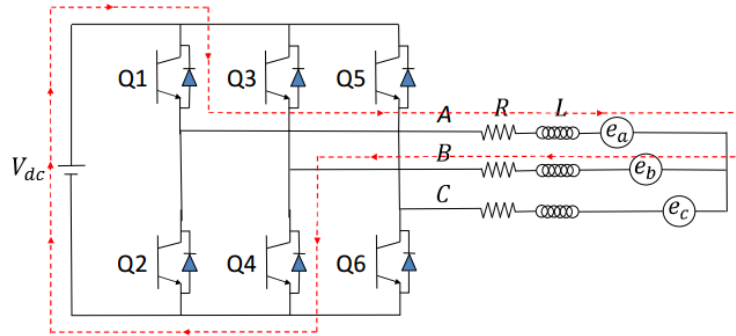 Q1 Q3 Q5
A R L
e_a
V_dc B e_b
C e_c
Q2 Q4 Q6